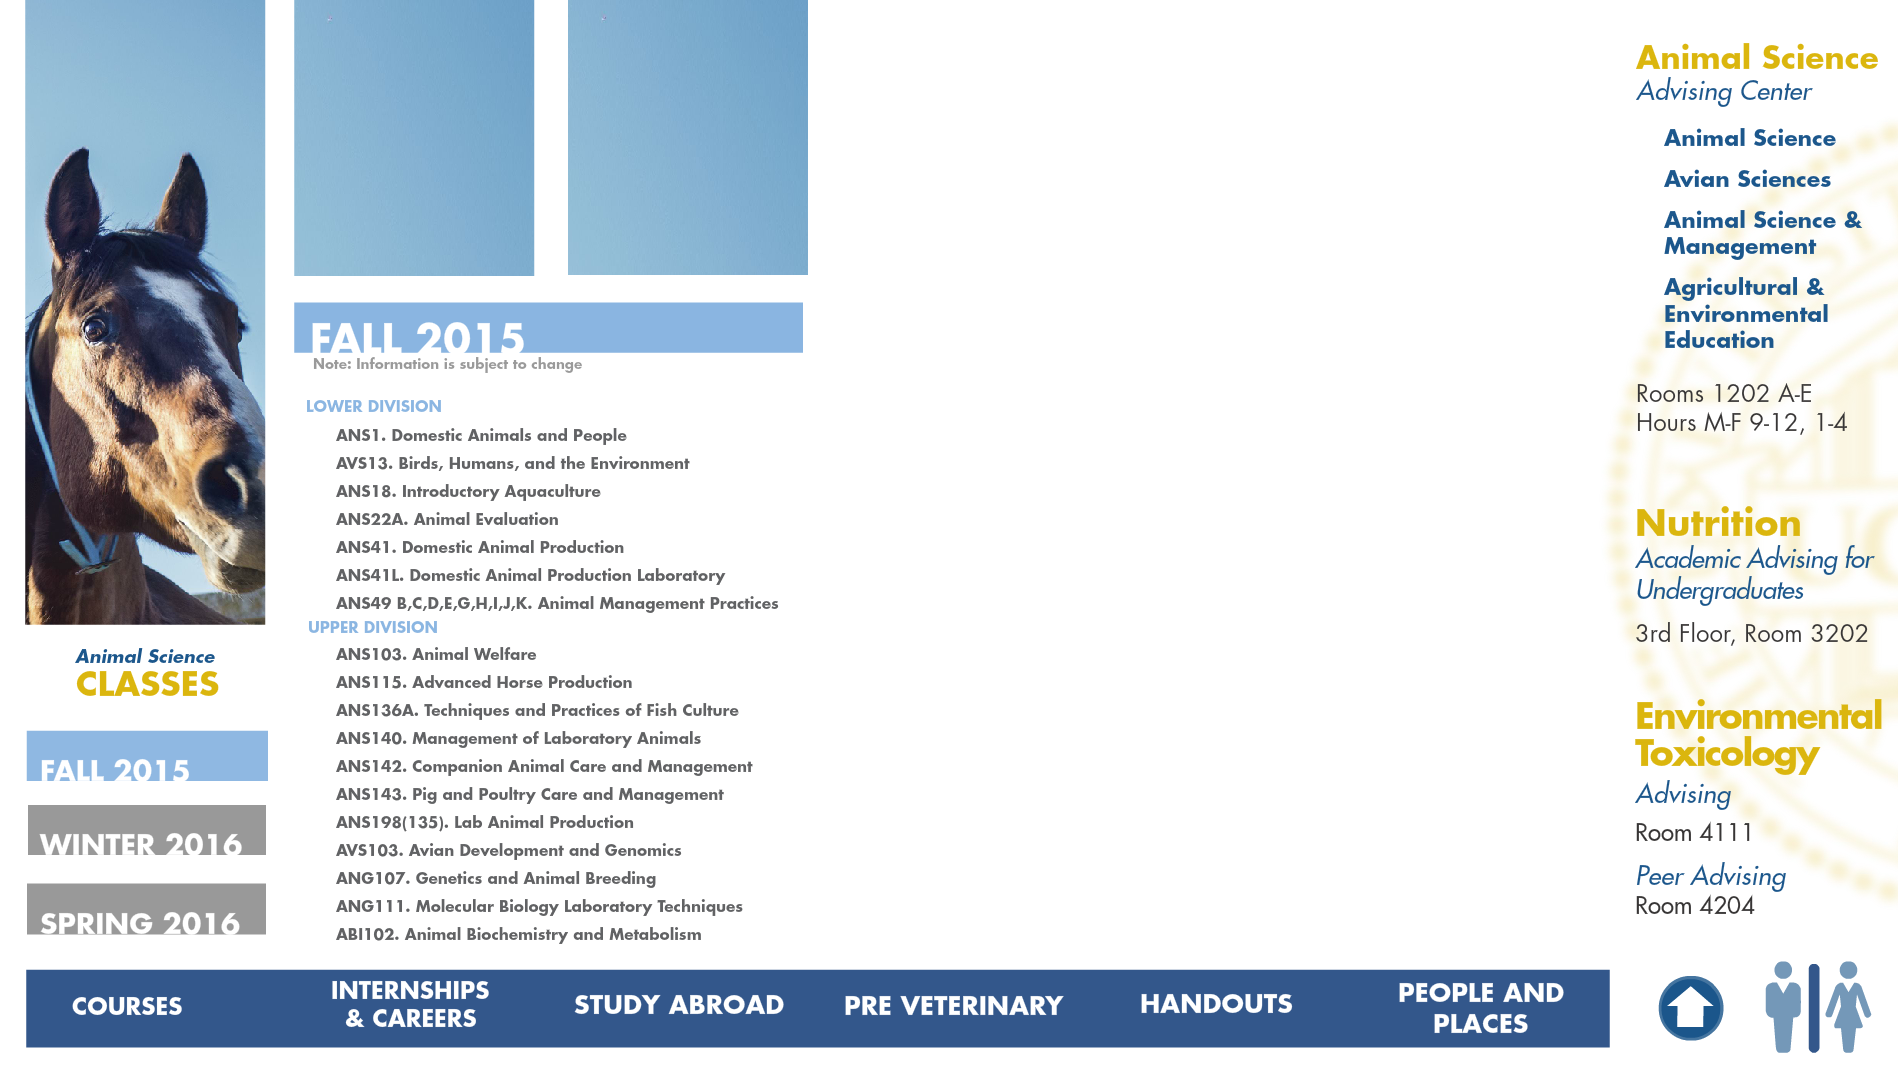 Animal Science
CLASSES
FALL 2015
WINTER 2016
SPRING 2016
FALL 2015
Note: Information is subject to change
LOWER DIVISION
ANS1. Domestic Animals and People
AVS13. Birds, Humans, and the Environment
ANS18. Introductory Aquaculture
ANS22A. Animal Evaluation
ANS41. Domestic Animal Production
ANS41L. Domestic Animal Production Laboratory
ANS49 B,C,D,E,G,H,I,J,K. Animal Management Practices
UPPER DIVISION
ANS103. Animal Welfare
ANS115. Advanced Horse Production
ANS136A. Techniques and Practices of Fish Culture
ANS140. Management of Laboratory Animals
ANS142. Companion Animal Care and Management
ANS143. Pig and Poultry Care and Management
ANS198(135). Lab Animal Production
AVS103. Avian Development and Genomics
ANG107. Genetics and Animal Breeding
ANG111. Molecular Biology Laboratory Techniques
ABI102. Animal Biochemistry and Metabolism
Animal Science
Advising Center
Animal Science
Avian Sciences
Animal Science &
Management
Agricultural &
Environmental
Education
Rooms 1202 A-E
Hours M-F 9-12, 1-4
Nutrition
Academic Advising for
Undergraduates
3rd Floor, Room 3202
Environmental
Toxicology
Advising
Room 4111
Peer Advising
Room 4204
COURSES
INTERNSHIPS
& CAREERS
STUDY ABROAD
PRE VETERINARY
HANDOUTS
PEOPLE AND
PLACES